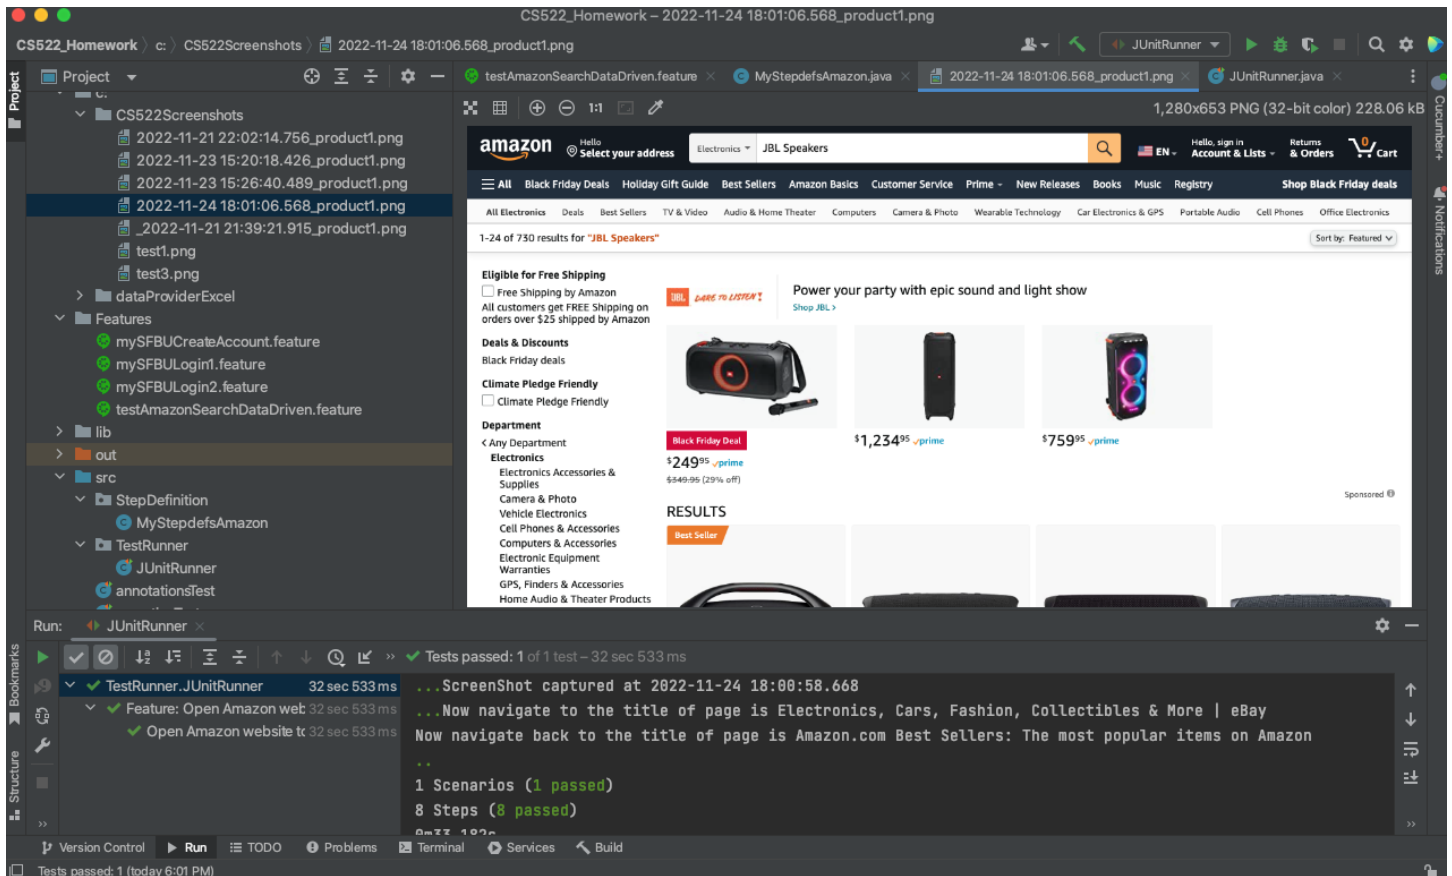 CS522_Homework – 2022-11-24 18:01:06.568_product1.png
CS522_Homework 〉 c: 〉 CS522Screenshots 〉 2022-11-24 18:01:06.568_product1.png
JUnitRunner
Project
Project
CS522Screenshots
2022-11-21 22:02:14.756_product1.png
2022-11-23 15:20:18.426_product1.png
2022-11-23 15:26:40.489_product1.png
2022-11-24 18:01:06.568_product1.png
_2022-11-21 21:39:21.915_product1.png
test1.png
test3.png
dataProviderExcel
Features
mySFBUCreateAccount.feature
mySFBULogin1.feature
mySFBULogin2.feature
testAmazonSearchDataDriven.feature
lib
out
src
StepDefinition
MyStepdefsAmazon
TestRunner
JUnitRunner
annotationsTest
testAmazonSearchDataDriven.feature
MyStepdefsAmazon.java
2022-11-24 18:01:06.568_product1.png
JUnitRunner.java
1:1
1,280x653 PNG (32-bit color) 228.06 kB
Cucumber+
Notifications
amazon
Hello
Select your address
Electronics
JBL Speakers
EN
Hello, sign in
Account & Lists
Returns
& Orders
0
Cart
All Black Friday Deals Holiday Gift Guide Best Sellers Amazon Basics Customer Service Prime New Releases Books Music Registry Shop Black Friday deals
All Electronics Deals Best Sellers TV & Video Audio & Home Theater Computers Camera & Photo Wearable Technology Car Electronics & GPS Portable Audio Cell Phones Office Electronics
1-24 of 730 results for "JBL Speakers"
Sort by: Featured
Eligible for Free Shipping
Free Shipping by Amazon
All customers get FREE Shipping on
orders over $25 shipped by Amazon
Deals & Discounts
Black Friday deals
Climate Pledge Friendly
Climate Pledge Friendly
Department
Any Department
Electronics
Electronics Accessories &
Supplies
Camera & Photo
Vehicle Electronics
Cell Phones & Accessories
Computers & Accessories
Electronic Equipment
Warranties
GPS, Finders & Accessories
Home Audio & Theater Products
JBL DARE TO LISTEN
Power your party with epic sound and light show
Shop JBL ›
Black Friday Deal
$249.95 prime
$349.95 (29% off)
$1,234.95 prime
$759.95 prime
Sponsored
RESULTS
Best Seller
Run: JUnitRunner
Tests passed: 1 of 1 test – 32 sec 533 ms
TestRunner.JUnitRunner 32 sec 533 ms
Feature: Open Amazon web 32 sec 533 ms
Open Amazon website to 32 sec 533 ms
...ScreenShot captured at 2022-11-24 18:00:58.668
...Now navigate to the title of page is Electronics, Cars, Fashion, Collectibles & More | eBay
Now navigate back to the title of page is Amazon.com Best Sellers: The most popular items on Amazon
..
1 Scenarios (1 passed)
8 Steps (8 passed)
0m33.182s
Bookmarks
Structure
Version Control Run TODO Problems Terminal Services Build
Tests passed: 1 (today 6:01 PM)